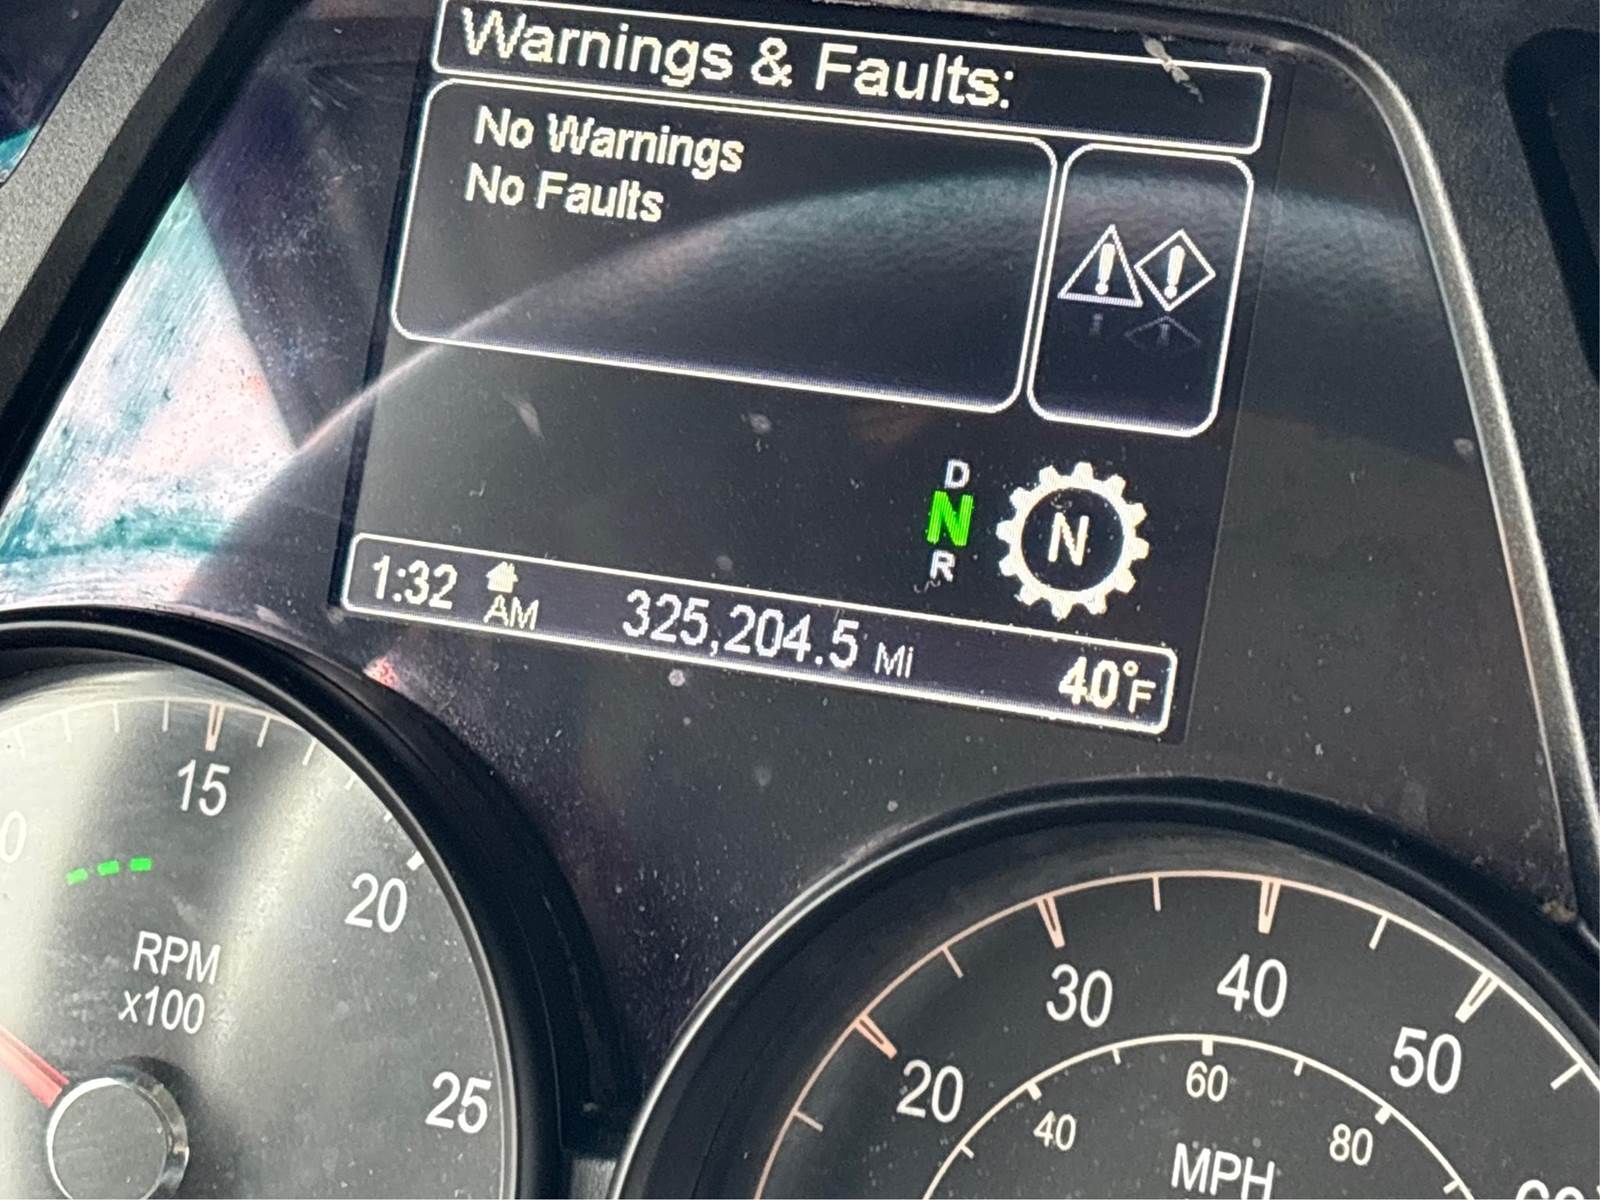 Warnings & Faults:
No Warnings
No Faults
D
N
R
N
1:32 AM 325,204.5 Mi 40°F
15
20
25
RPM
x100
20
30
40
50
40
60
80
MPH